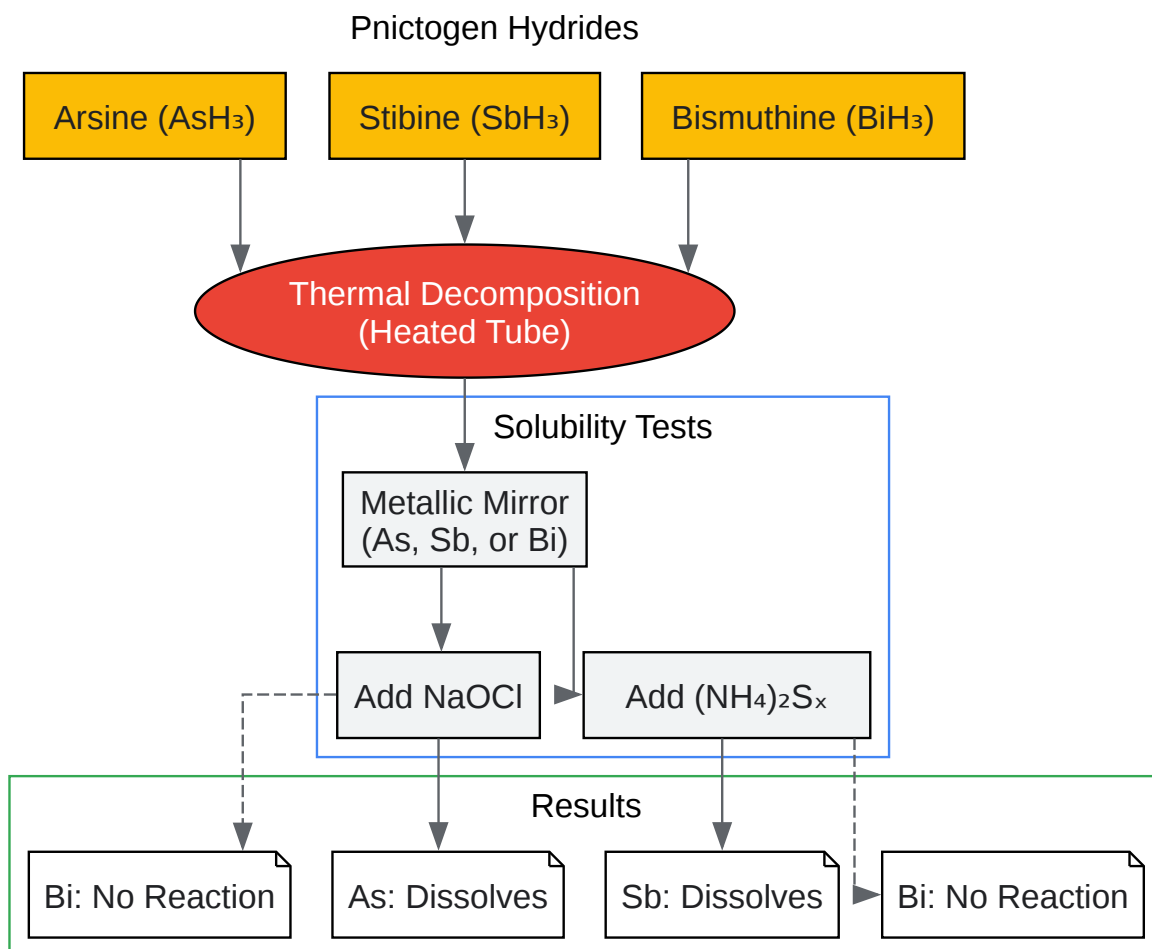 Pnictogen Hydrides
Arsine (AsH₃)
Stibine (SbH₃)
Bismuthine (BiH₃)
Thermal Decomposition
(Heated Tube)
Solubility Tests
Metallic Mirror
(As, Sb, or Bi)
Add NaOCl
Add (NH₄)₂Sₓ
Results
Bi: No Reaction
As: Dissolves
Sb: Dissolves
Bi: No Reaction